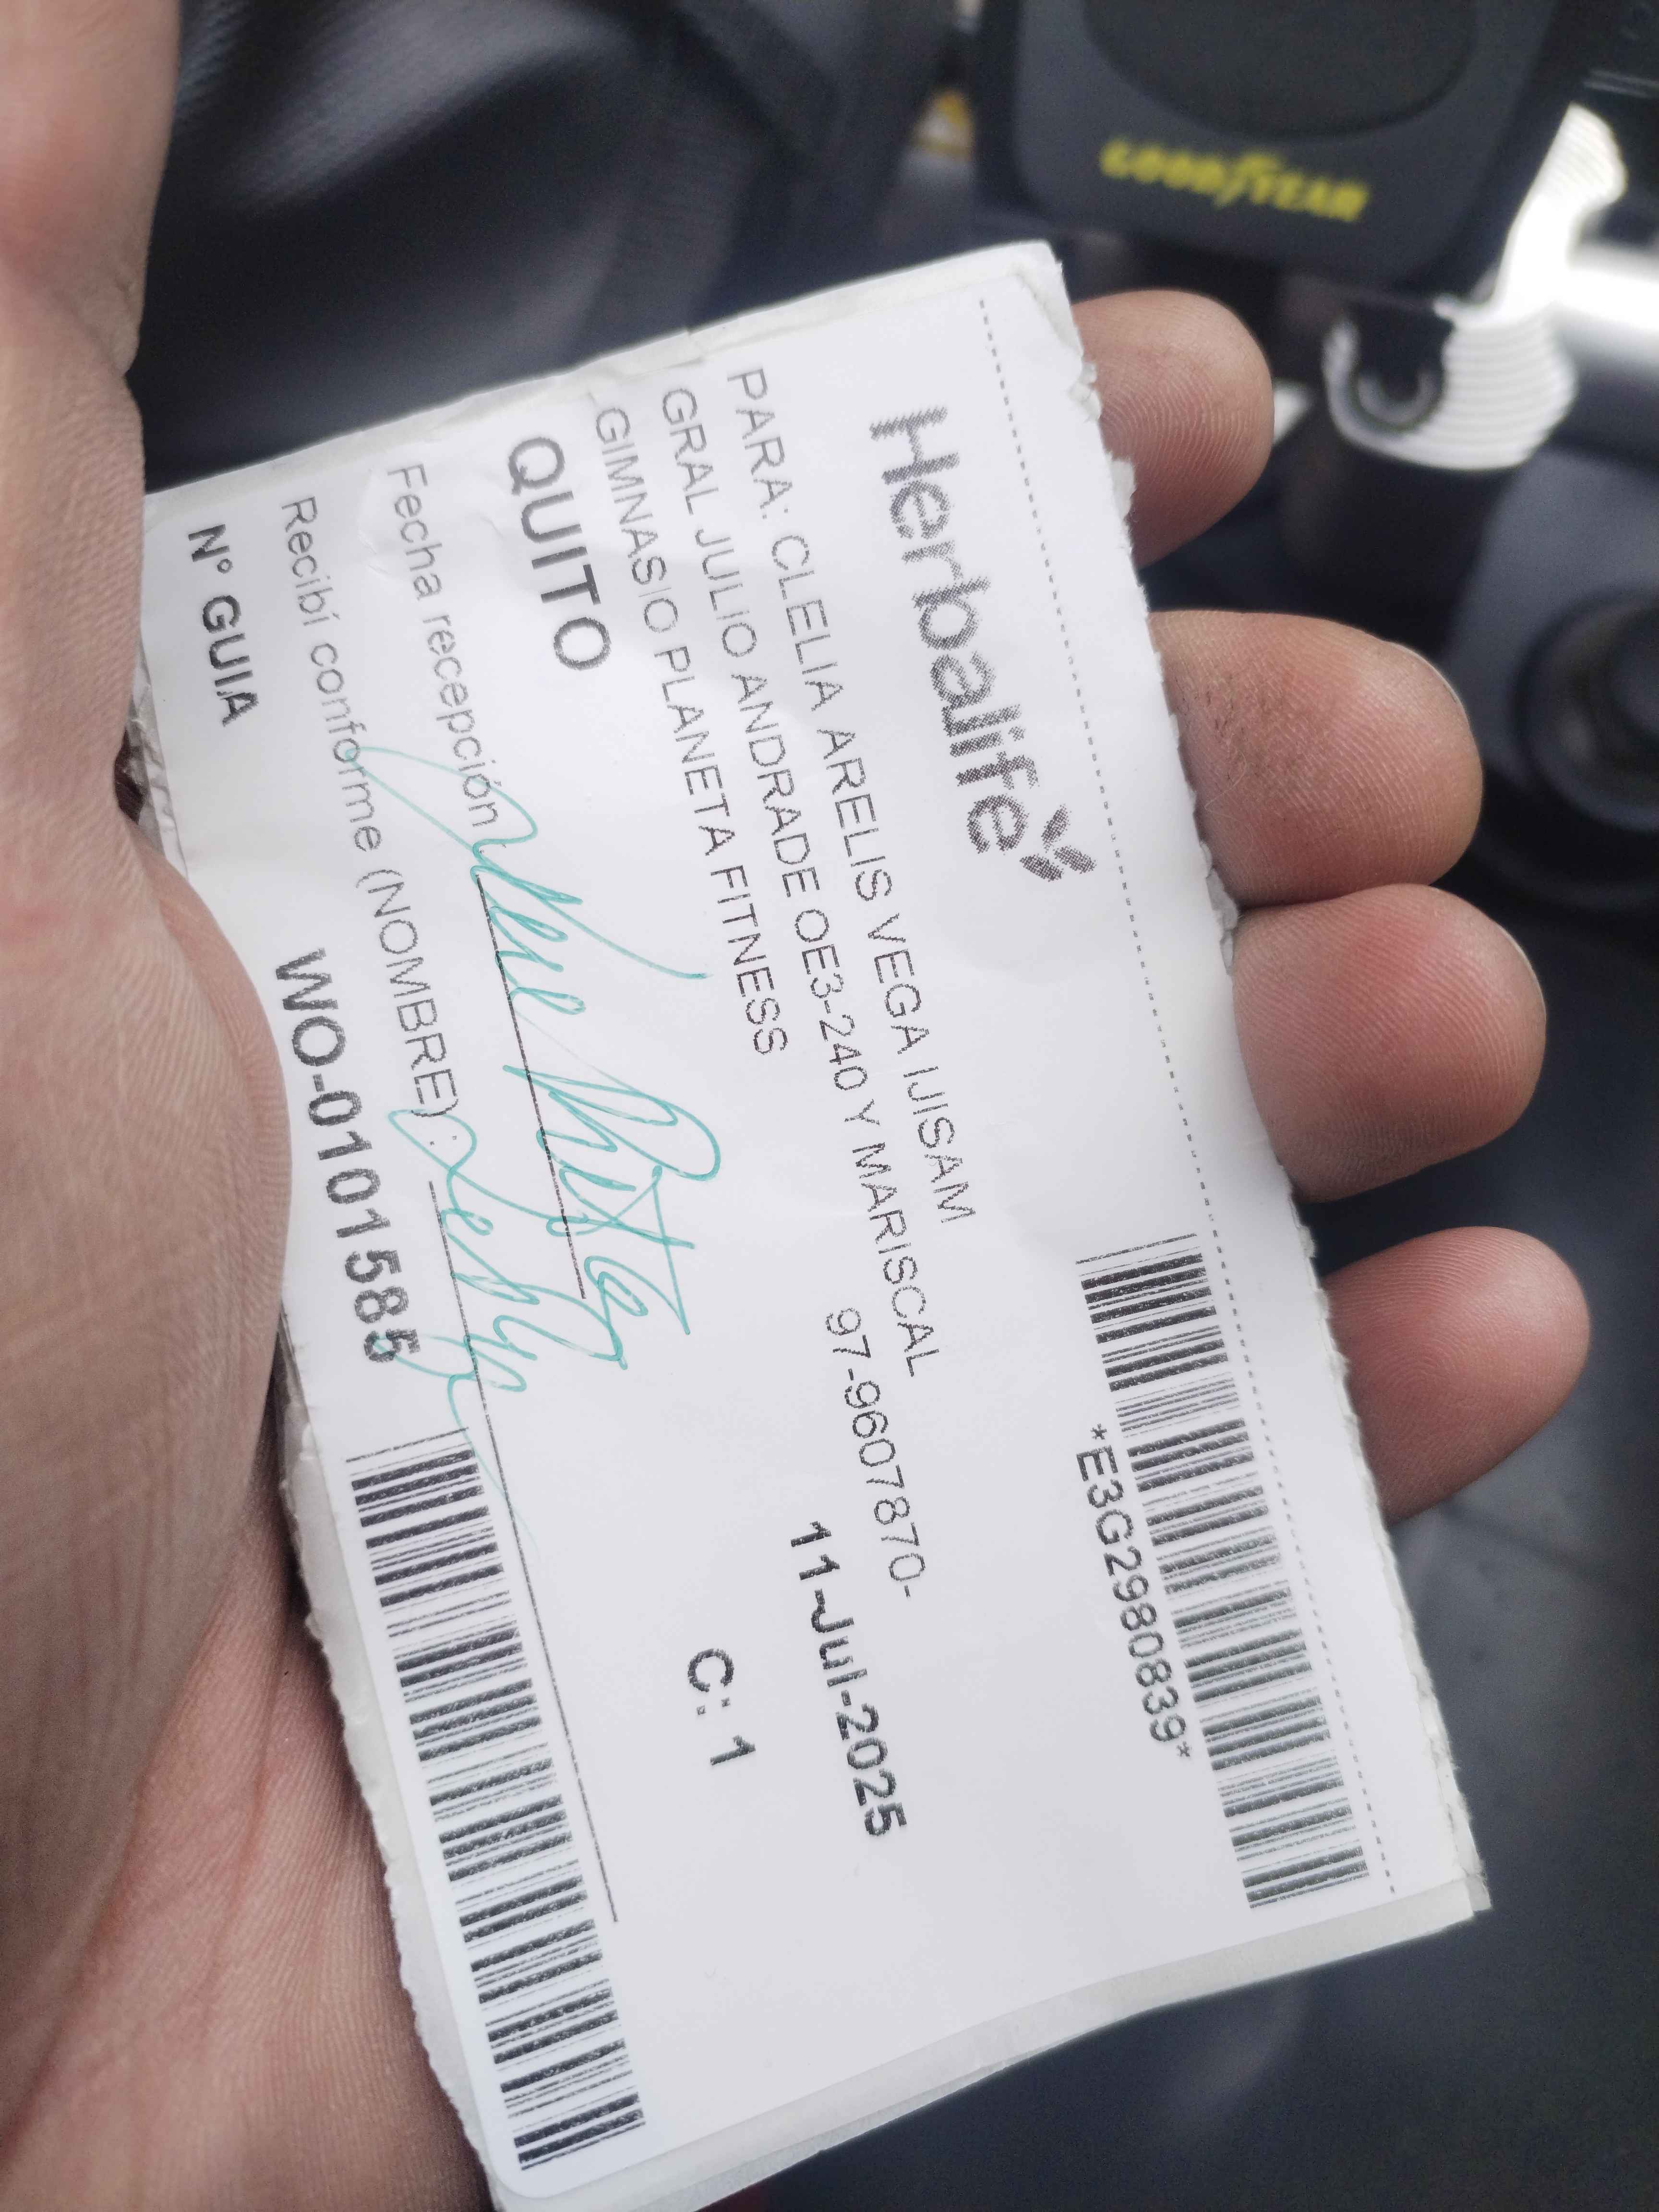 GOODYEAR
Herbalife
*E3G2980839*
PARA: CLELIA ARELIS VEGA IJISAM
GRAL JULIO ANDRADE OE3-240 Y MARISCAL
97-9607870-
GIMNASIO PLANETA FITNESS
11-Jul-2025
QUITO
C: 1
Fecha recepción
Recibí conforme (NOMBRE):
Nº GUIA
WO-0101585